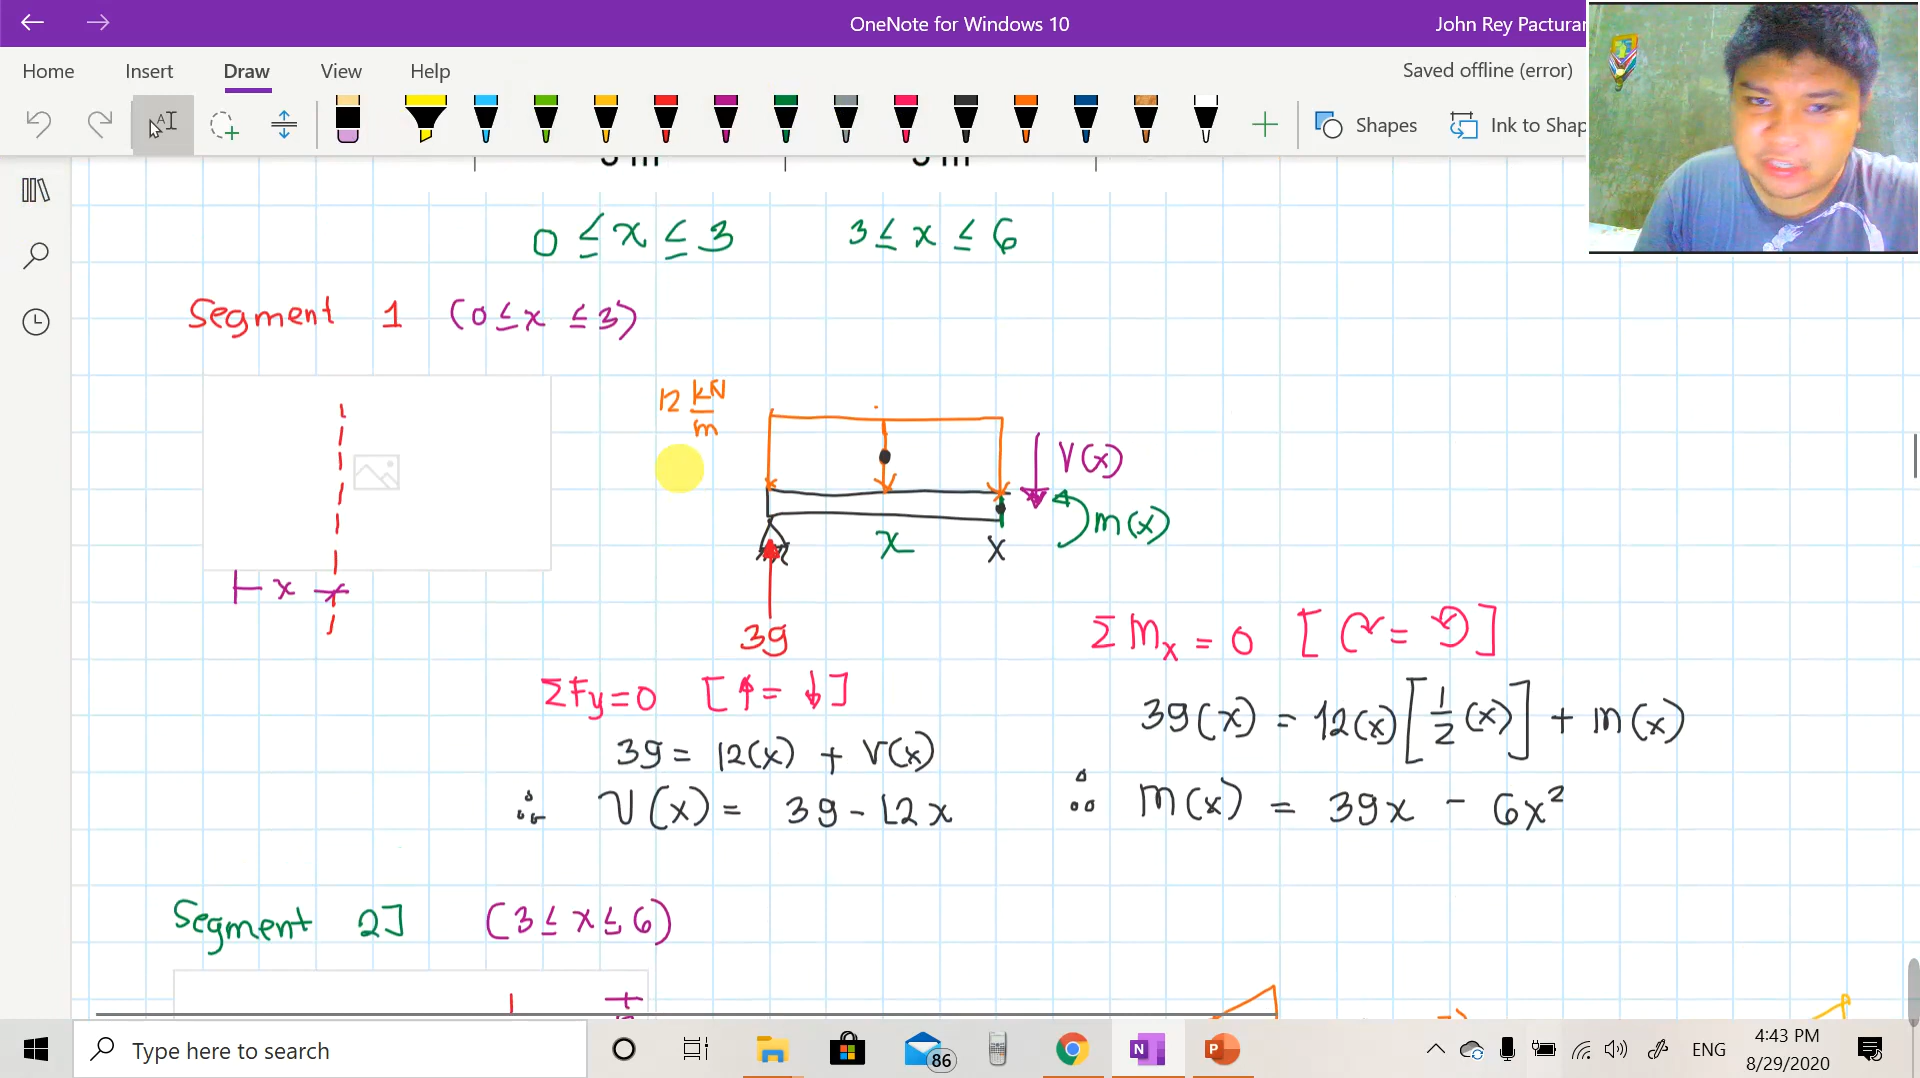 OneNote for Windows 10
John Rey Pacturan
Home Insert Draw View Help
Saved offline (error)
Shapes
Ink to Shap
3 m 3 m
0 ≤ x ≤ 3 3 ≤ x ≤ 6
Segment 1 (0 ≤ x ≤ 3)
12 kN/m
V(x)
m(x)
x x
x
39
ΣMx = 0 [↻ = ↺]
ΣFy = 0 [↑ = ↓]
39(x) = 12(x) [1/2 (x)] + m(x)
39 = 12(x) + V(x)
∴ V(x) = 39 - 12x
∴ m(x) = 39x - 6x²
Segment 2] (3 ≤ x ≤ 6)
Type here to search
86
N
P
ENG
4:43 PM
8/29/2020